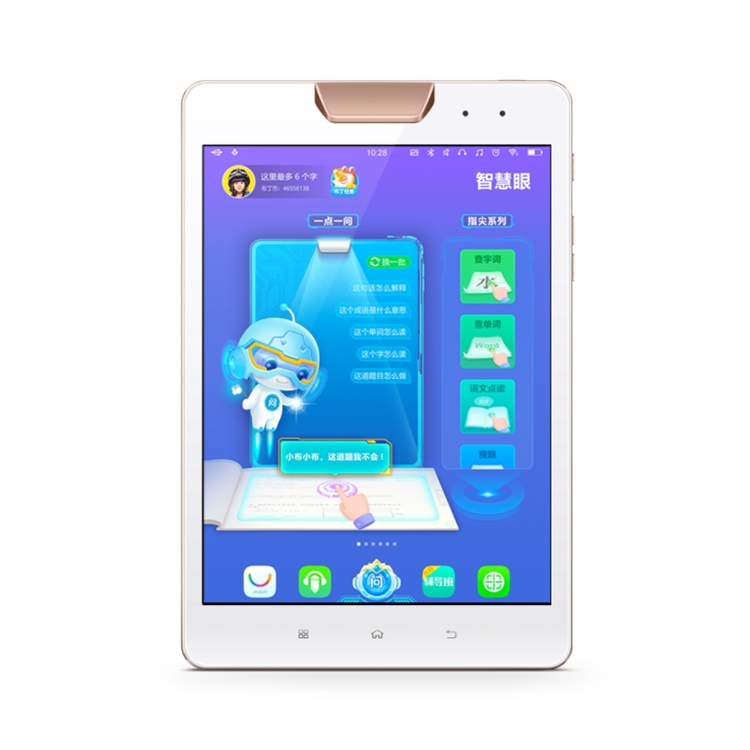 10:28
这里最多 6 个字
布丁币：46556138
布丁任务
智慧眼
一点一问
指尖系列
换一批
这句话怎么解释
这个成语是什么意思
这个单词怎么读
这个字怎么读
这道题目怎么做
查字词
水
查单词
Word
语文点读
搜题
问
小布小布，这道题我不会！
问
辅导班